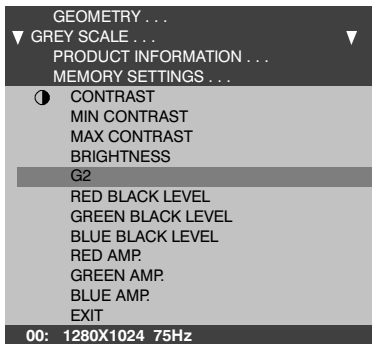 GEOMETRY . . .
GREY SCALE . . .
PRODUCT INFORMATION . . .
MEMORY SETTINGS . . .
CONTRAST
MIN CONTRAST
MAX CONTRAST
BRIGHTNESS
G2
RED BLACK LEVEL
GREEN BLACK LEVEL
BLUE BLACK LEVEL
RED AMP.
GREEN AMP.
BLUE AMP.
EXIT
00: 1280X1024 75Hz